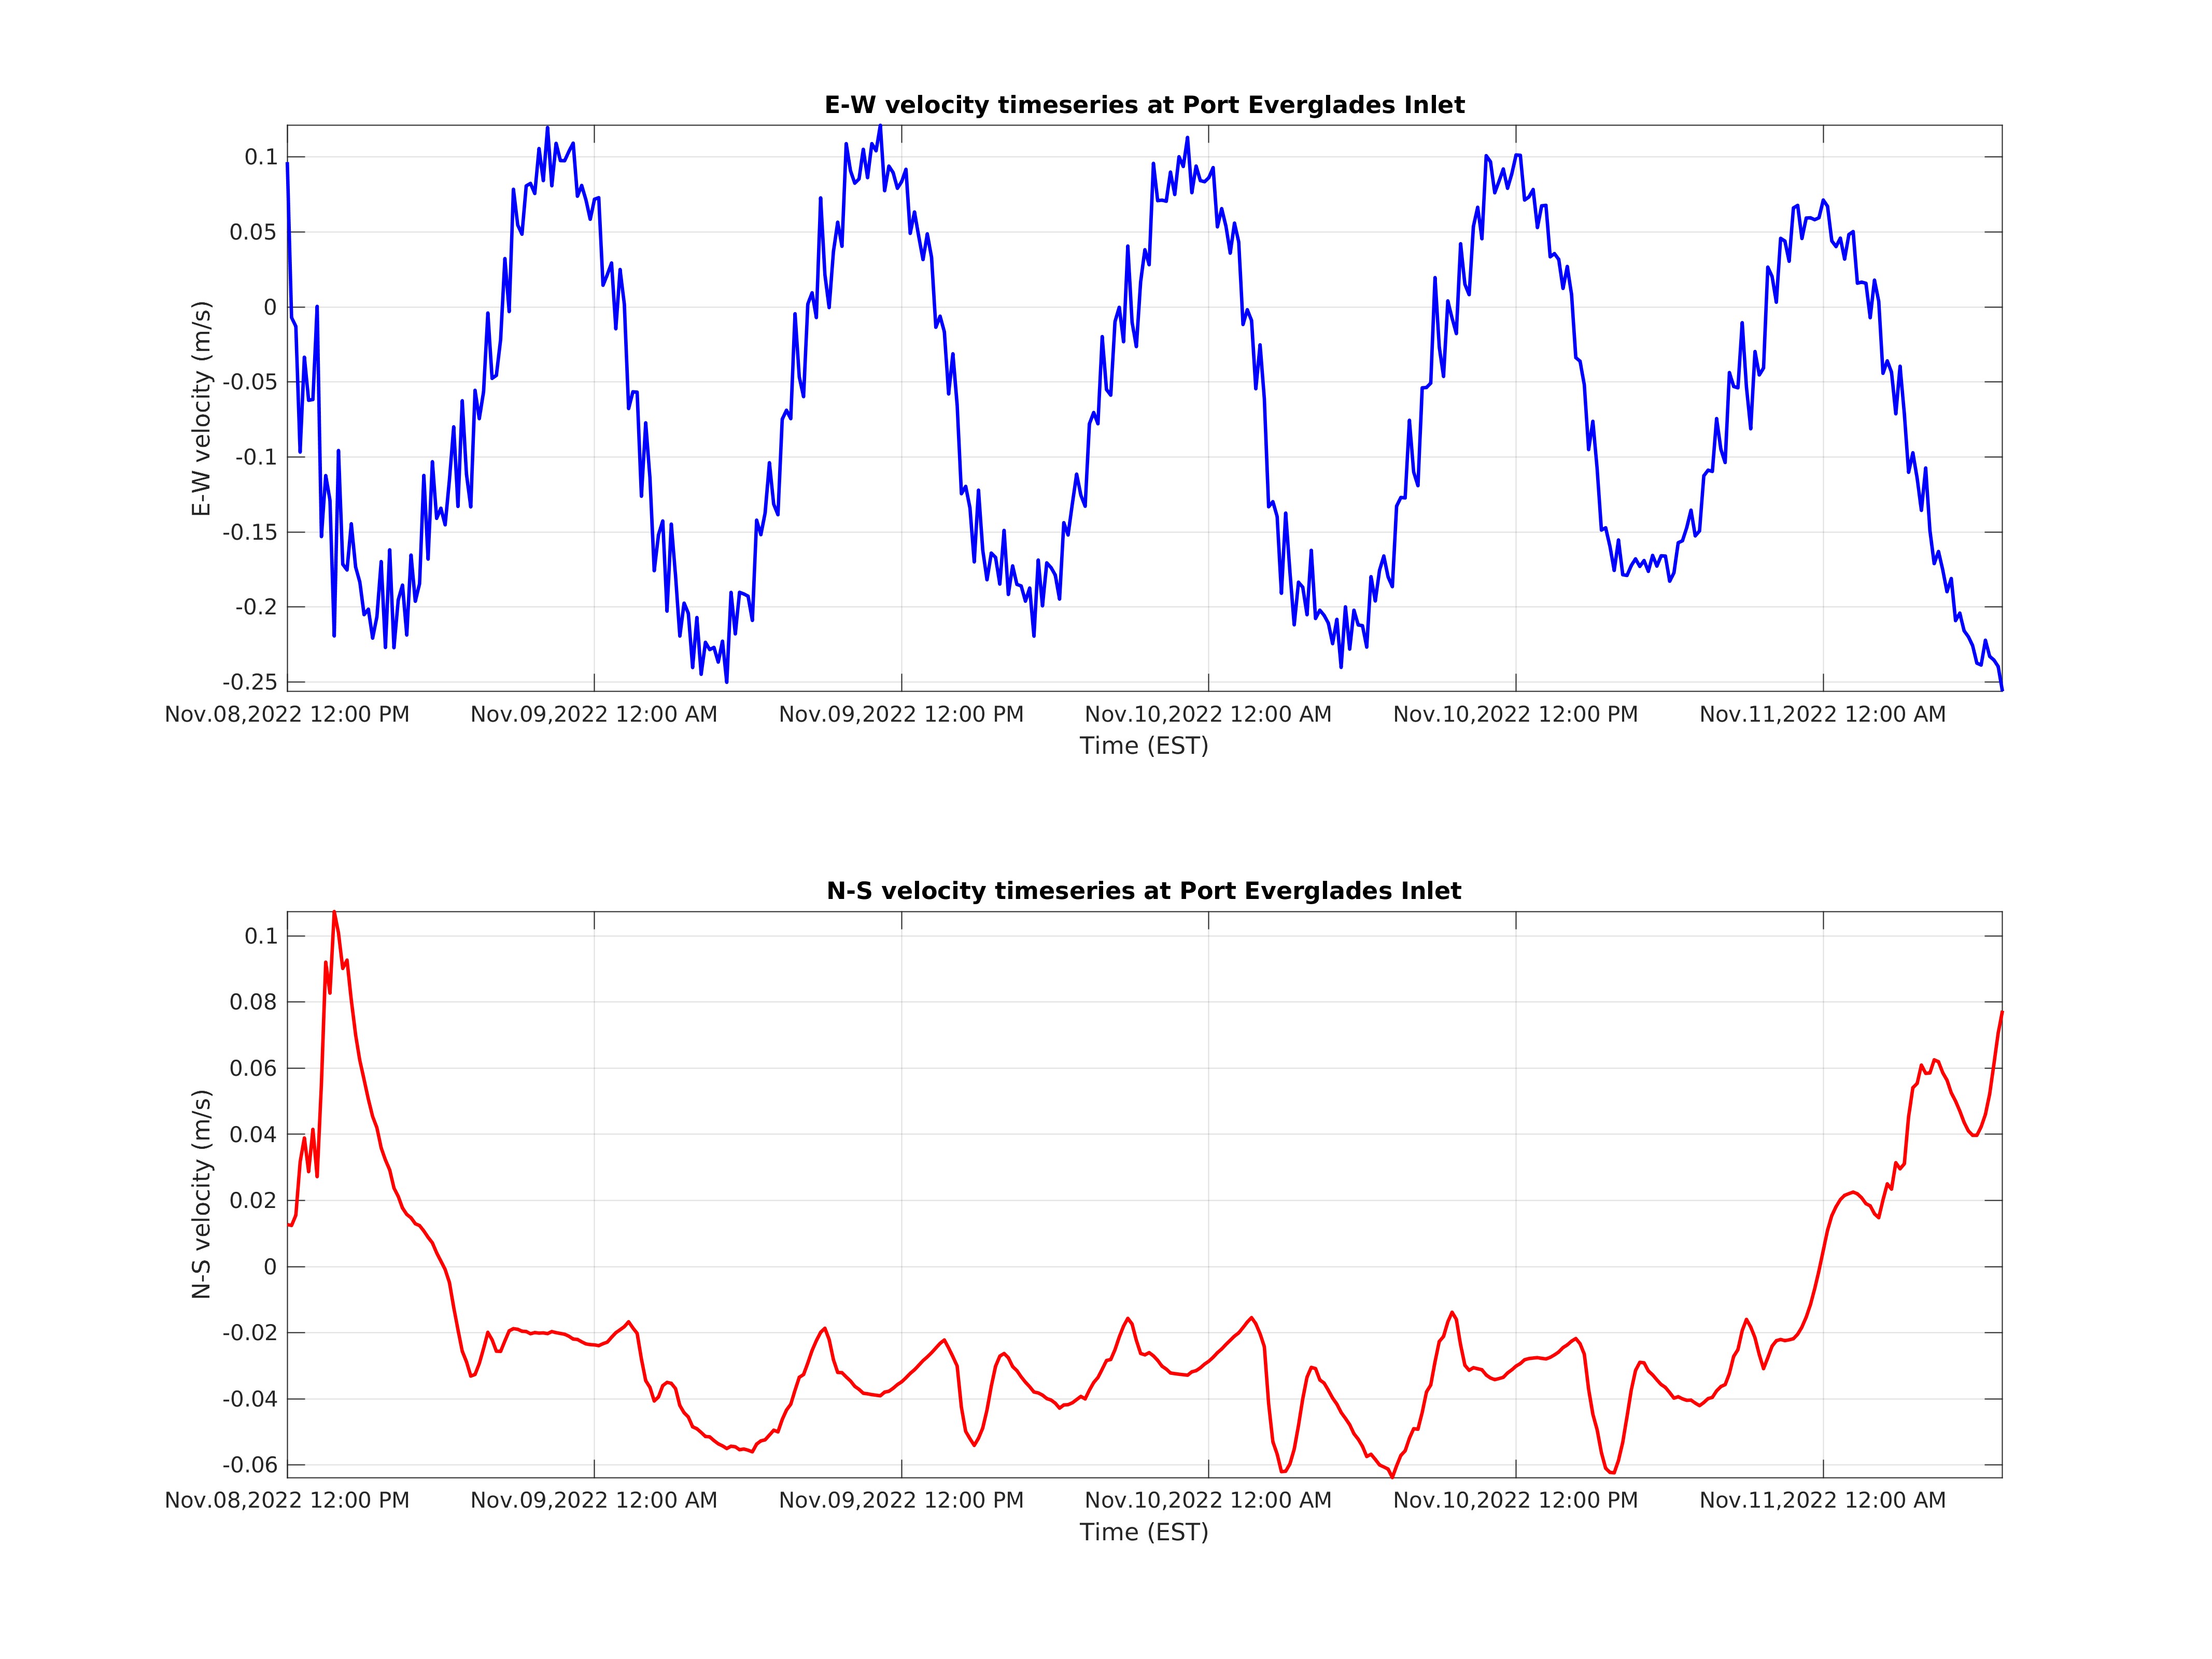 E-W velocity timeseries at Port Everglades Inlet
E-W velocity (m/s)
0.1
0.05
0
-0.05
-0.1
-0.15
-0.2
-0.25
Nov.08,2022 12:00 PM Nov.09,2022 12:00 AM Nov.09,2022 12:00 PM Nov.10,2022 12:00 AM Nov.10,2022 12:00 PM Nov.11,2022 12:00 AM
Time (EST)
N-S velocity timeseries at Port Everglades Inlet
N-S velocity (m/s)
0.1
0.08
0.06
0.04
0.02
0
-0.02
-0.04
-0.06
Nov.08,2022 12:00 PM Nov.09,2022 12:00 AM Nov.09,2022 12:00 PM Nov.10,2022 12:00 AM Nov.10,2022 12:00 PM Nov.11,2022 12:00 AM
Time (EST)